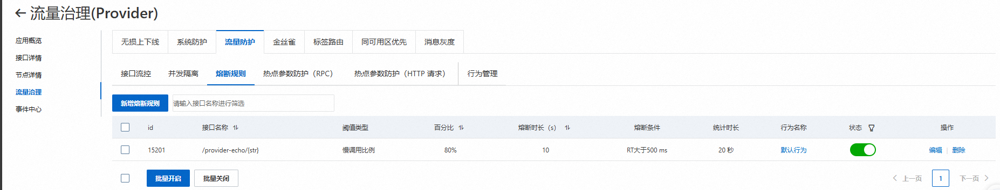 流量治理(Provider)
应用概览
接口详情
节点详情
流量治理
事件中心
无损上下线 系统防护 流量防护 金丝雀 标签路由 同可用区优先 消息灰度
接口流控 并发隔离 熔断规则 热点参数防护（RPC） 热点参数防护（HTTP 请求） 行为管理
新增熔断规则 请输入接口名称进行筛选
id 接口名称 阈值类型 百分比 熔断时长（s） 熔断条件 统计时长 行为名称 状态 操作
15201 /provider-echo/{str} 慢调用比例 80% 10 RT大于500 ms 20 秒 默认行为 编辑 | 删除
批量开启 批量关闭 上一页 1 下一页